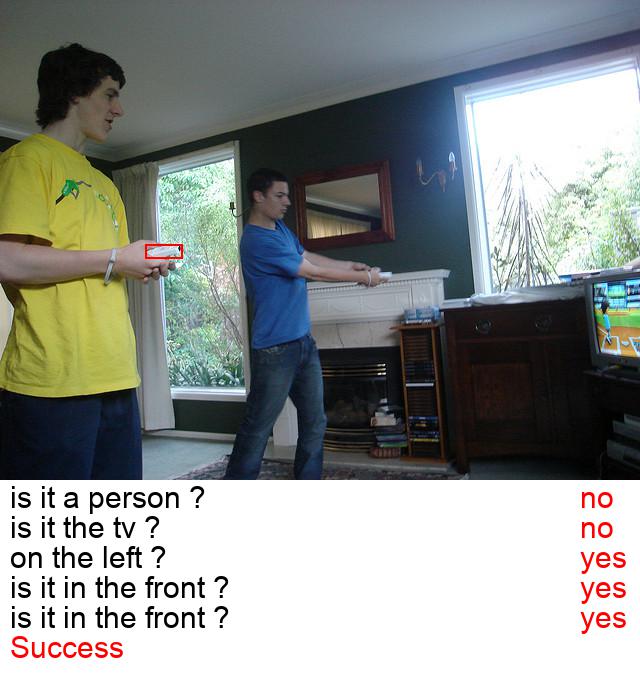 is it a person ? no
is it the tv ? no
on the left ? yes
is it in the front ? yes
is it in the front ? yes
Success